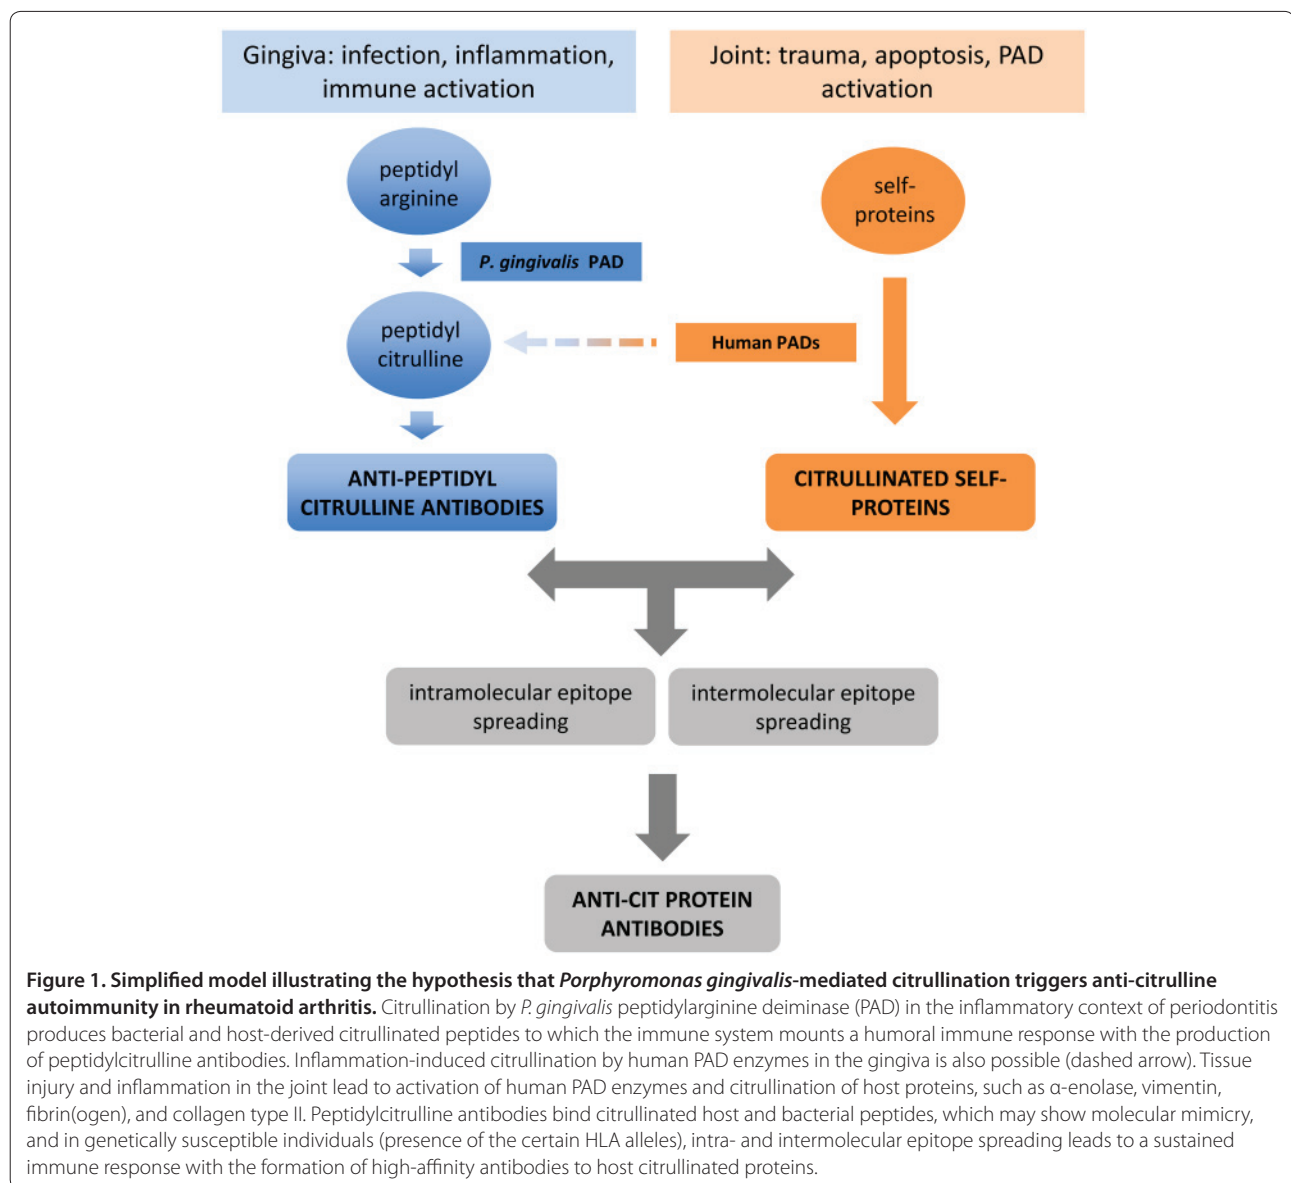 Gingiva: infection, inflammation,
immune activation
Joint: trauma, apoptosis, PAD
activation
peptidyl
arginine
self-
proteins
P. gingivalis PAD
peptidyl
citrulline
Human PADs
ANTI-PEPTIDYL
CITRULLINE ANTIBODIES
CITRULLINATED SELF-
PROTEINS
intramolecular epitope
spreading
intermolecular epitope
spreading
ANTI-CIT PROTEIN
ANTIBODIES
Figure 1. Simplified model illustrating the hypothesis that Porphyromonas gingivalis-mediated citrullination triggers anti-citrulline
autoimmunity in rheumatoid arthritis. Citrullination by P. gingivalis peptidylarginine deiminase (PAD) in the inflammatory context of periodontitis
produces bacterial and host-derived citrullinated peptides to which the immune system mounts a humoral immune response with the production
of peptidylcitrulline antibodies. Inflammation-induced citrullination by human PAD enzymes in the gingiva is also possible (dashed arrow). Tissue
injury and inflammation in the joint lead to activation of human PAD enzymes and citrullination of host proteins, such as α-enolase, vimentin,
fibrin(ogen), and collagen type II. Peptidylcitrulline antibodies bind citrullinated host and bacterial peptides, which may show molecular mimicry,
and in genetically susceptible individuals (presence of the certain HLA alleles), intra- and intermolecular epitope spreading leads to a sustained
immune response with the formation of high-affinity antibodies to host citrullinated proteins.